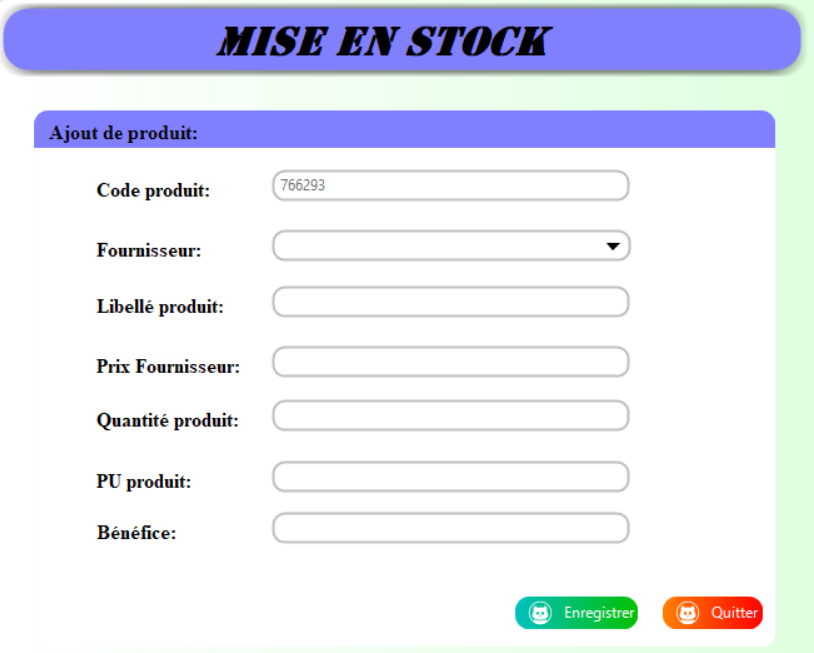 MISE EN STOCK
Ajout de produit:
Code produit: 766293
Fournisseur:
Libellé produit:
Prix Fournisseur:
Quantité produit:
PU produit:
Bénéfice:
Enregistrer Quitter